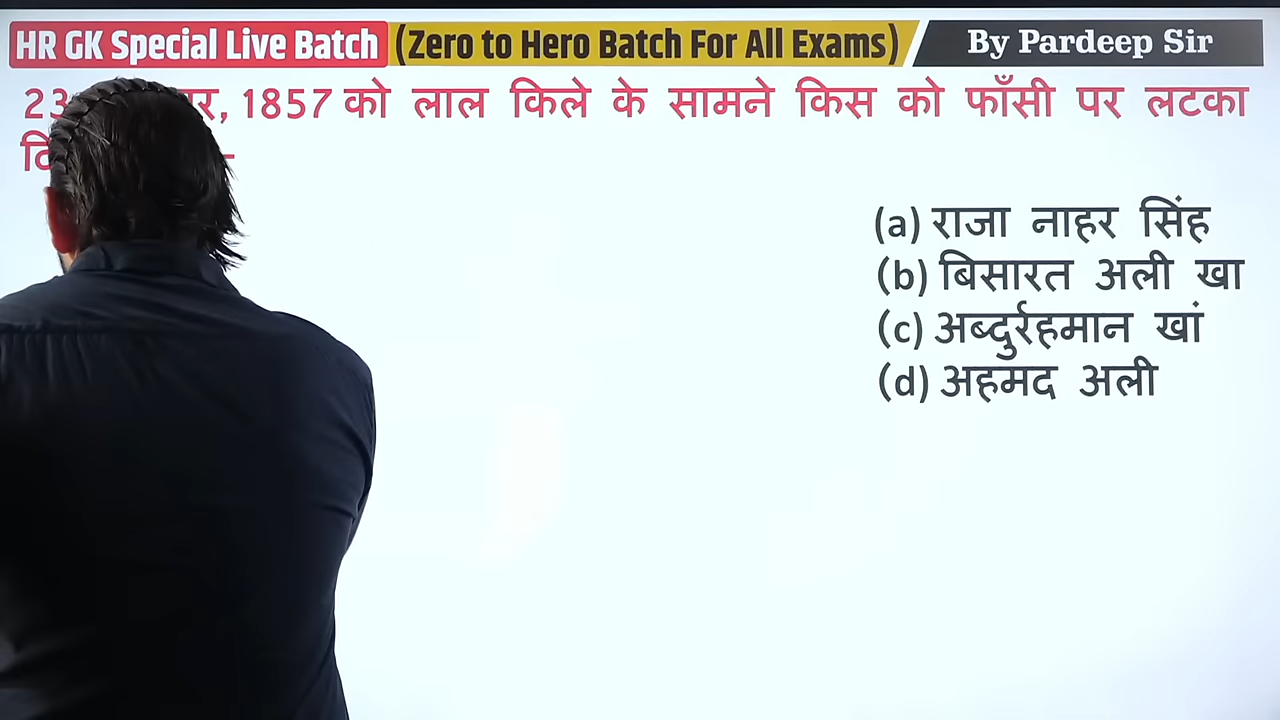 HR GK Special Live Batch (Zero to Hero Batch For All Exams) By Pardeep Sir
1857 को लाल किले के सामने किस को फाँसी पर लटका
(a) राजा नाहर सिंह
(b) बिसारत अली खा
(c) अब्दुर्रहमान खां
(d) अहमद अली